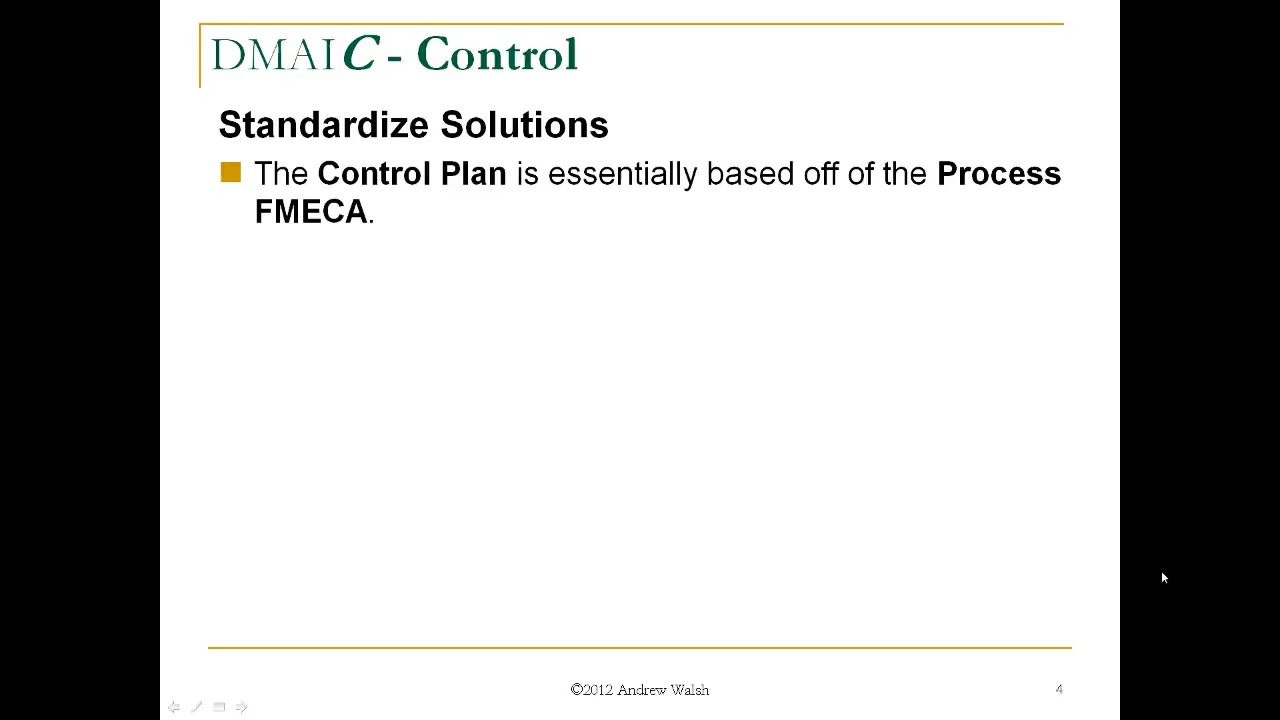 DMAIC - Control
Standardize Solutions
The Control Plan is essentially based off of the Process
FMECA.
©2012 Andrew Walsh
4